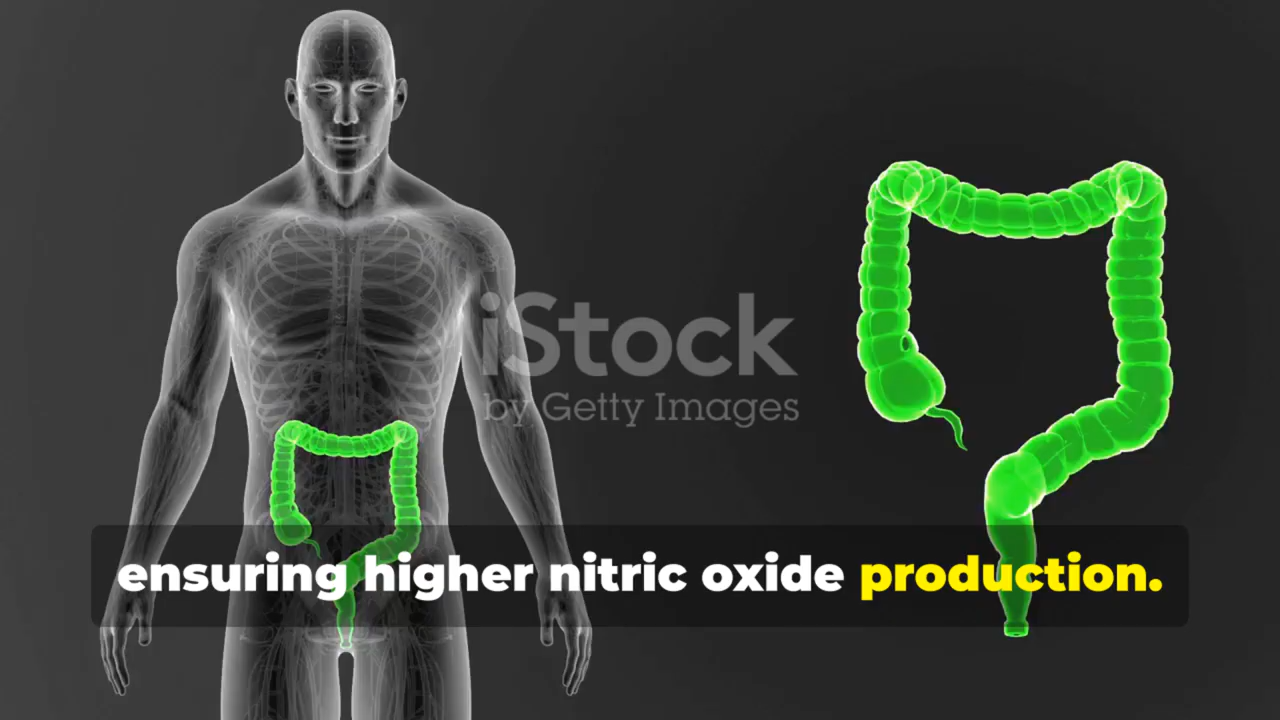 iStock
by Getty Images
ensuring higher nitric oxide production.